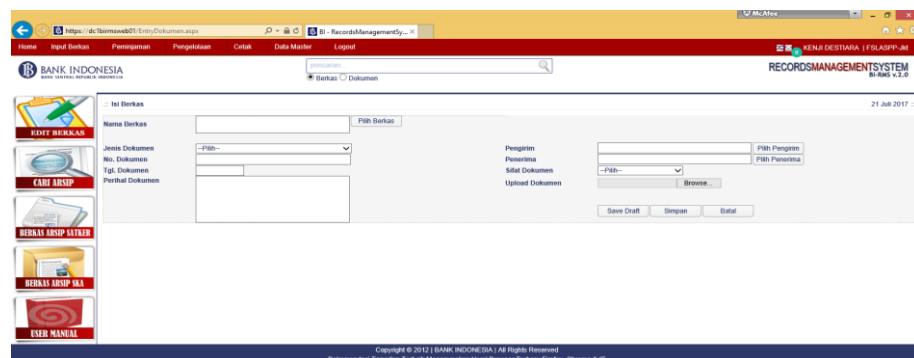 McAfee
https://dc1birmsweb01/EntryDokumen.aspx
BI - RecordsManagementSy...
Home Input Berkas Peminjaman Pengelolaan Cetak Data Master Logout
KENJI DESTIARA | FSLASPP-JM
BANK INDONESIA
BANK SENTRAL REPUBLIK INDONESIA
pencarian...
Berkas Dokumen
RECORDSMANAGEMENTSYSTEM
BI-RMS v.2.0
.:: Isi Berkas
21 Juli 2017 ::
Nama Berkas
Pilih Berkas
Jenis Dokumen --Pilih--
No. Dokumen
Tgl. Dokumen
Perihal Dokumen
Pengirim Pilih Pengirim
Penerima Pilih Penerima
Sifat Dokumen --Pilih--
Upload Dokumen Browse...
Save Draft Simpan Batal
EDIT BERKAS
CARI ARSIP
BERKAS ARSIP SATKER
BERKAS ARSIP SKA
USER MANUAL
Copyright © 2012 | BANK INDONESIA | All Rights Reserved